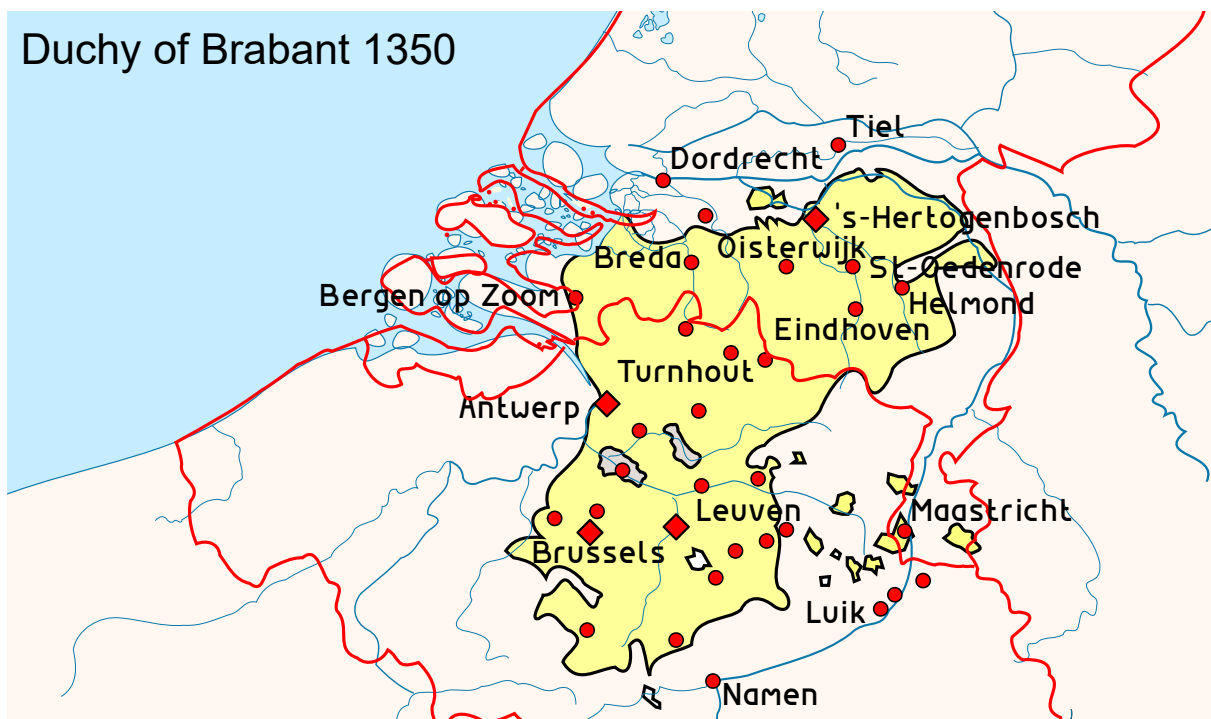 Duchy of Brabant 1350
Tiel
Dordrecht
's-Hertogenbosch
Oisterwijk
Breda
St-Oedenrode
Bergen op Zoom
Helmond
Eindhoven
Turnhout
Antwerp
Leuven
Maastricht
Brussels
Luik
Namen